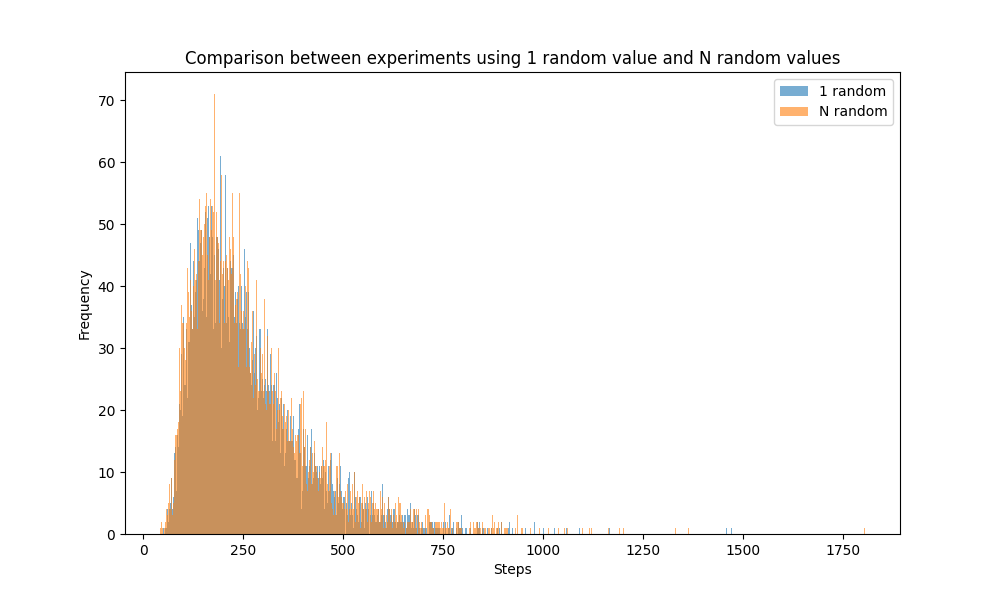 Comparison between experiments using 1 random value and N random values
1 random
N random
Frequency
70
60
50
40
30
20
10
0
0 250 500 750 1000 1250 1500 1750
Steps